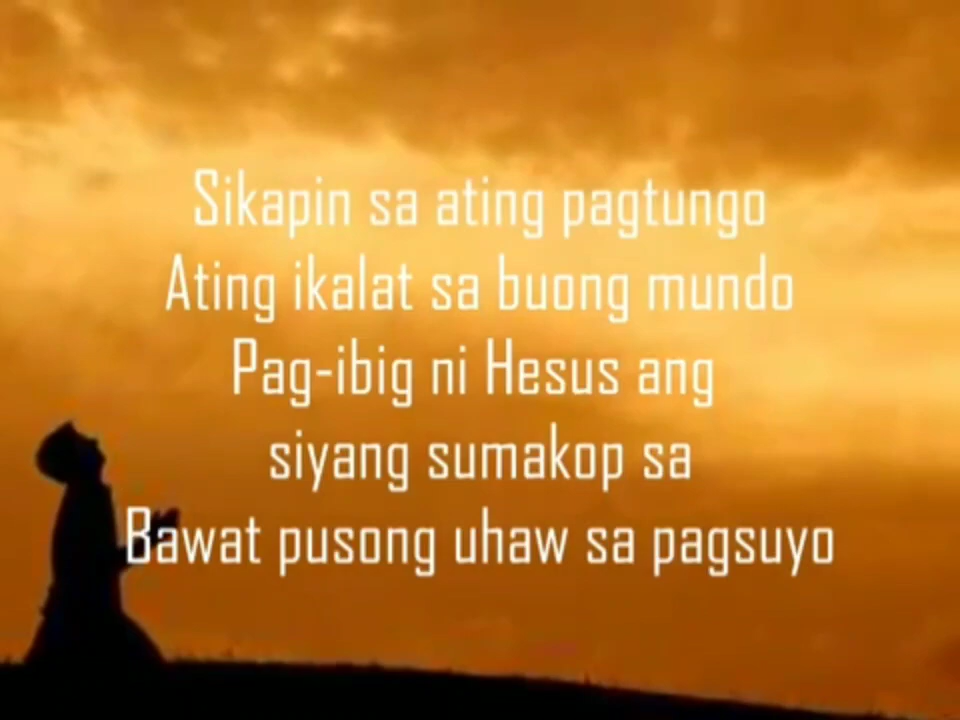 Sikapin sa ating pagtungo
Ating ikalat sa buong mundo
Pag-ibig ni Hesus ang
siyang sumakop sa
Bawat pusong uhaw sa pagsuyo